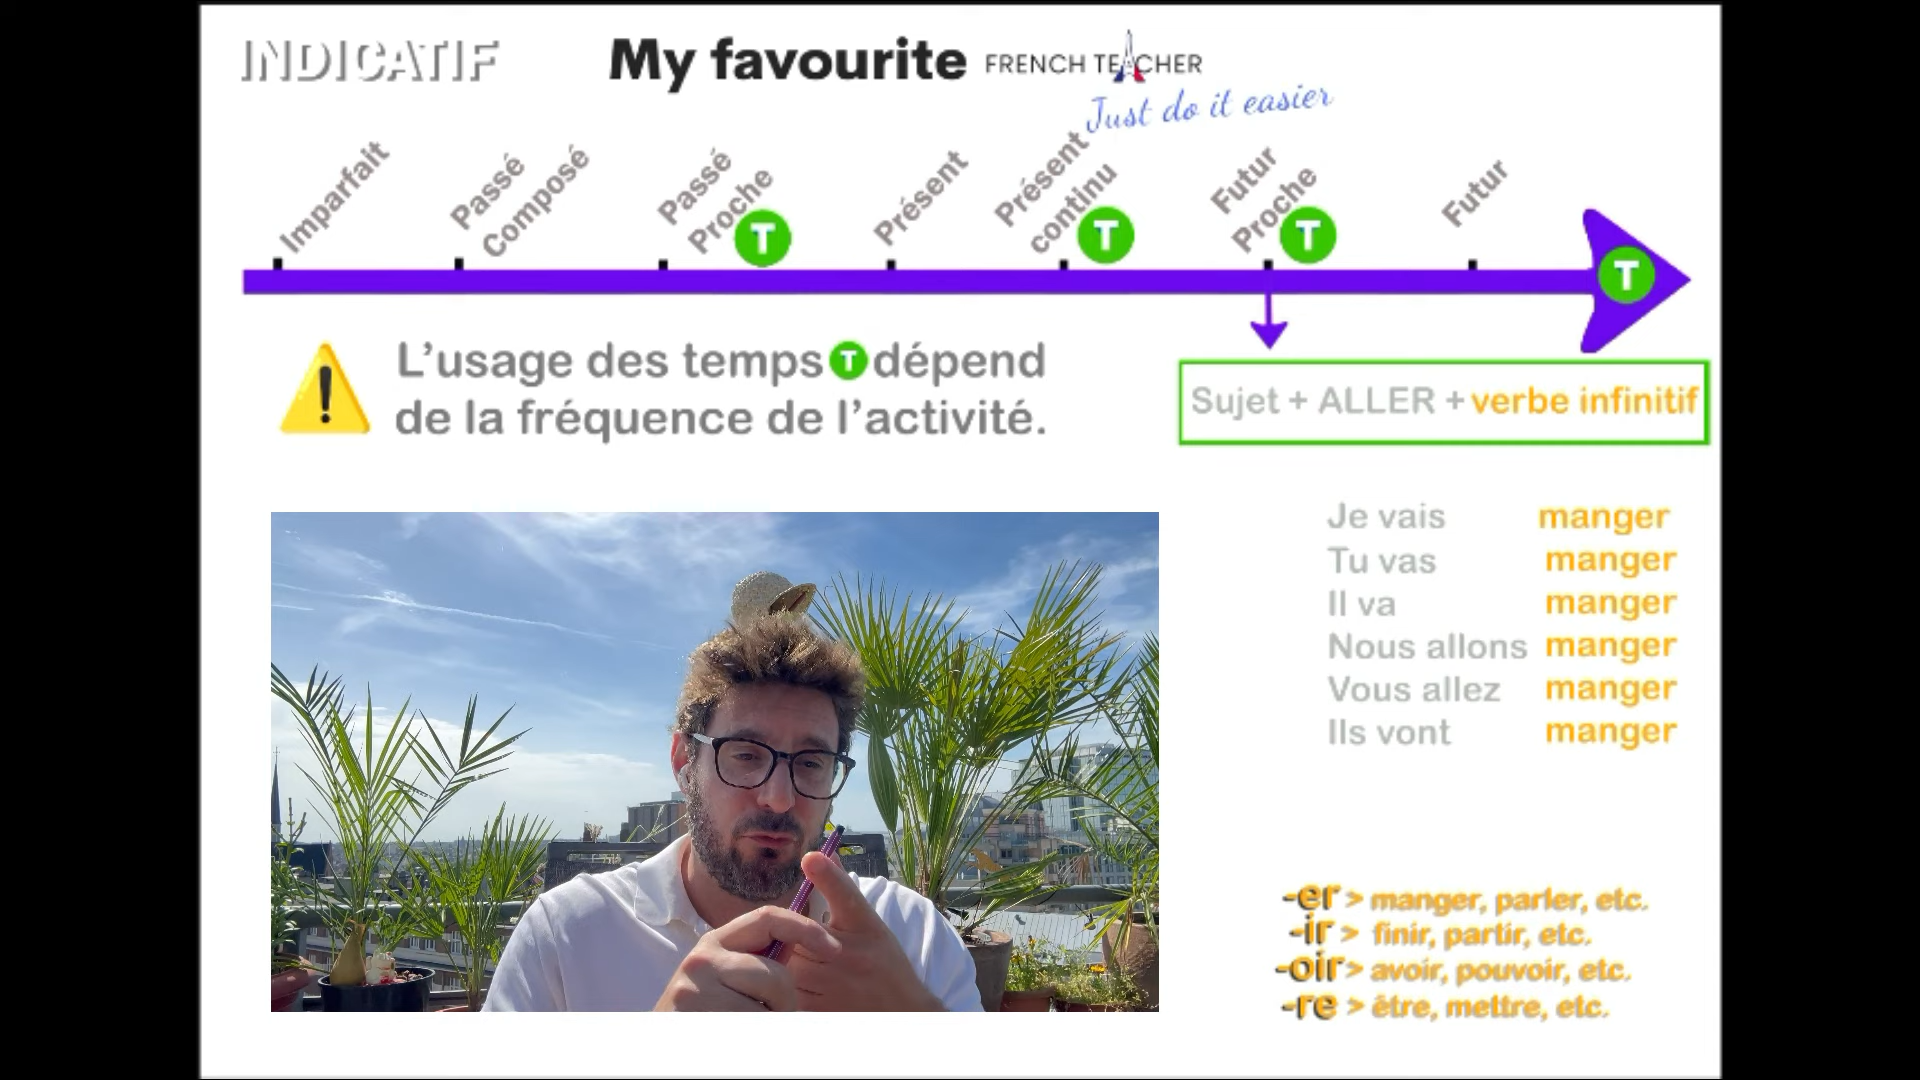 INDICATIF
My favourite FRENCH TEACHER
Just do it easier
Imparfait
Passé
Composé
Passé
Proche
T
Présent
Présent
continu
T
Futur
Proche
T
Futur
T
L’usage des temps T dépend
de la fréquence de l’activité.
Sujet + ALLER + verbe infinitif
Je vais manger
Tu vas manger
Il va manger
Nous allons manger
Vous allez manger
Ils vont manger
-er > manger, parler, etc.
-ir > finir, partir, etc.
-oir > avoir, pouvoir, etc.
-re > être, mettre, etc.